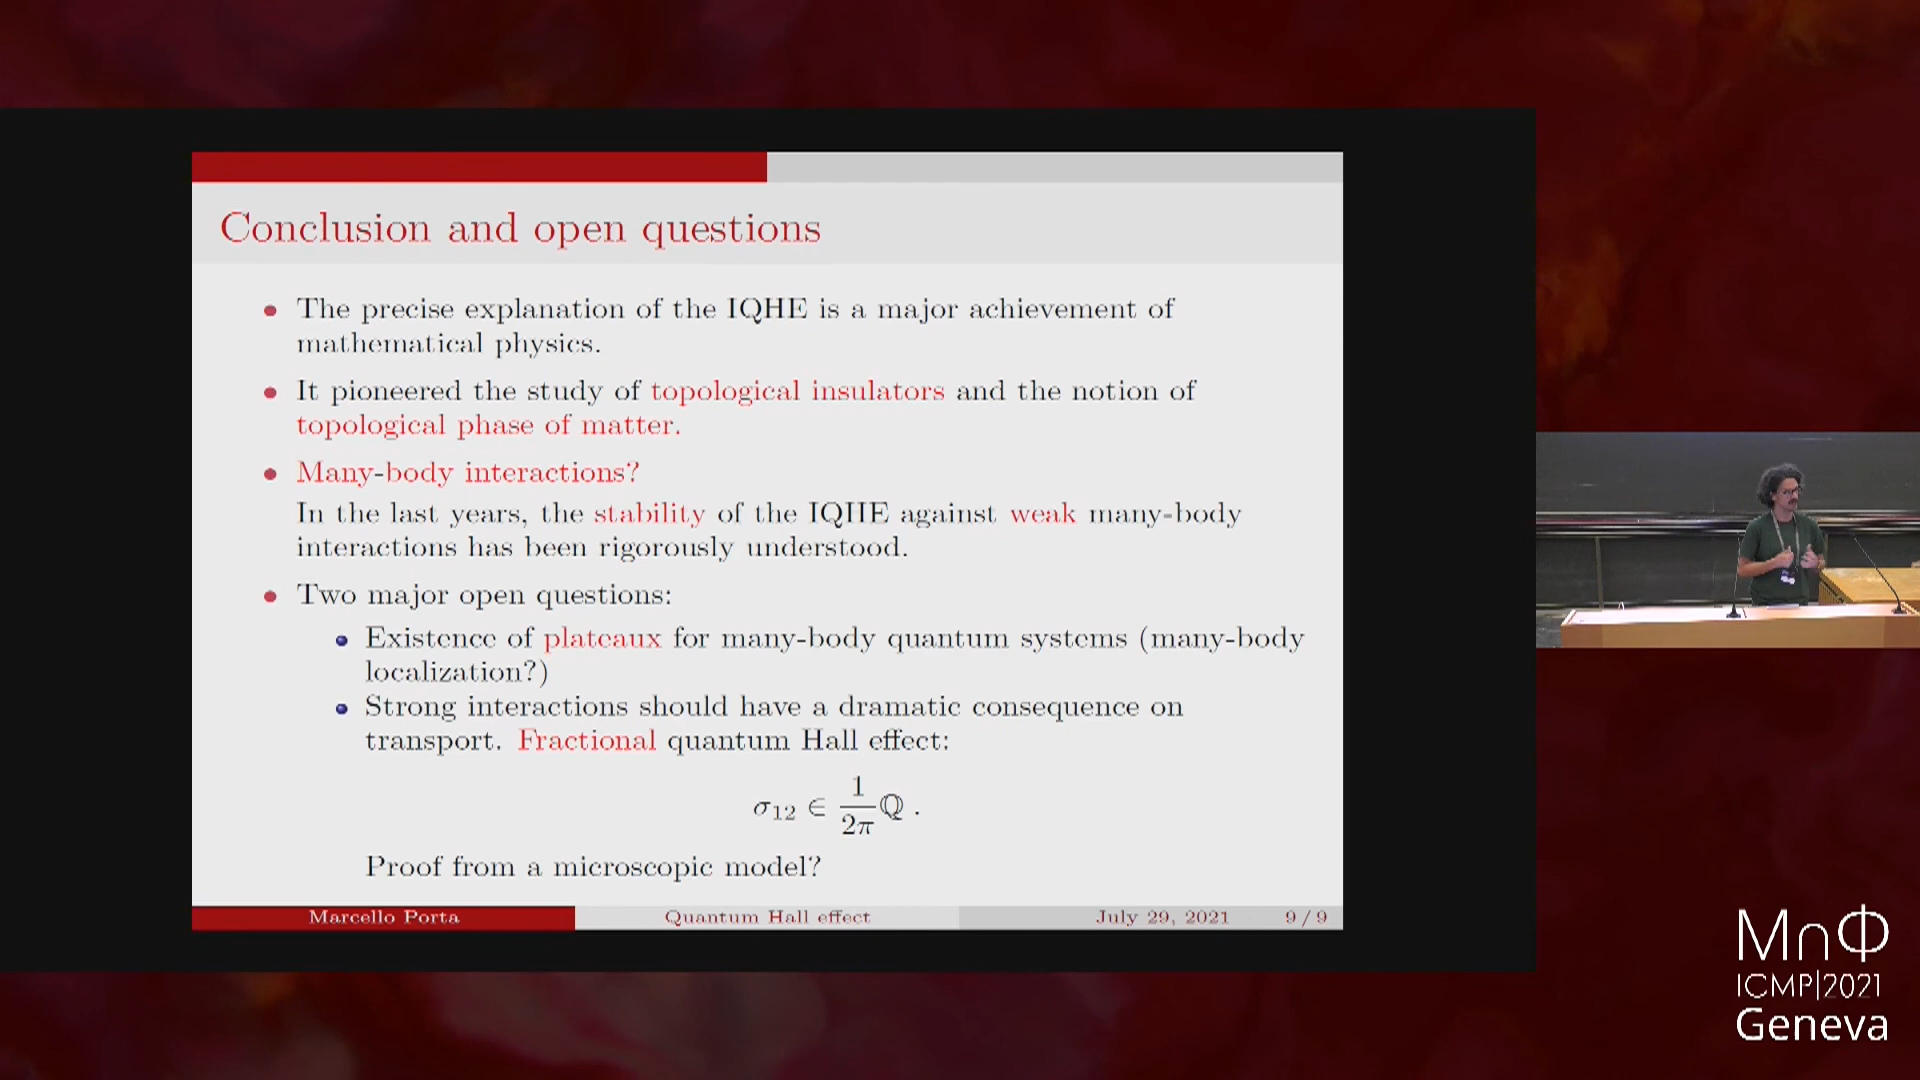 Conclusion and open questions
The precise explanation of the IQHE is a major achievement of
mathematical physics.
It pioneered the study of topological insulators and the notion of
topological phase of matter.
Many-body interactions?
In the last years, the stability of the IQHE against weak many-body
interactions has been rigorously understood.
Two major open questions:
Existence of plateaux for many-body quantum systems (many-body
localization?)
Strong interactions should have a dramatic consequence on
transport. Fractional quantum Hall effect:
σ₁₂ ∈ 1/2π ℚ .
Proof from a microscopic model?
Marcello Porta Quantum Hall effect July 29, 2021 9 / 9
M∩Φ
ICMP|2021
Geneva